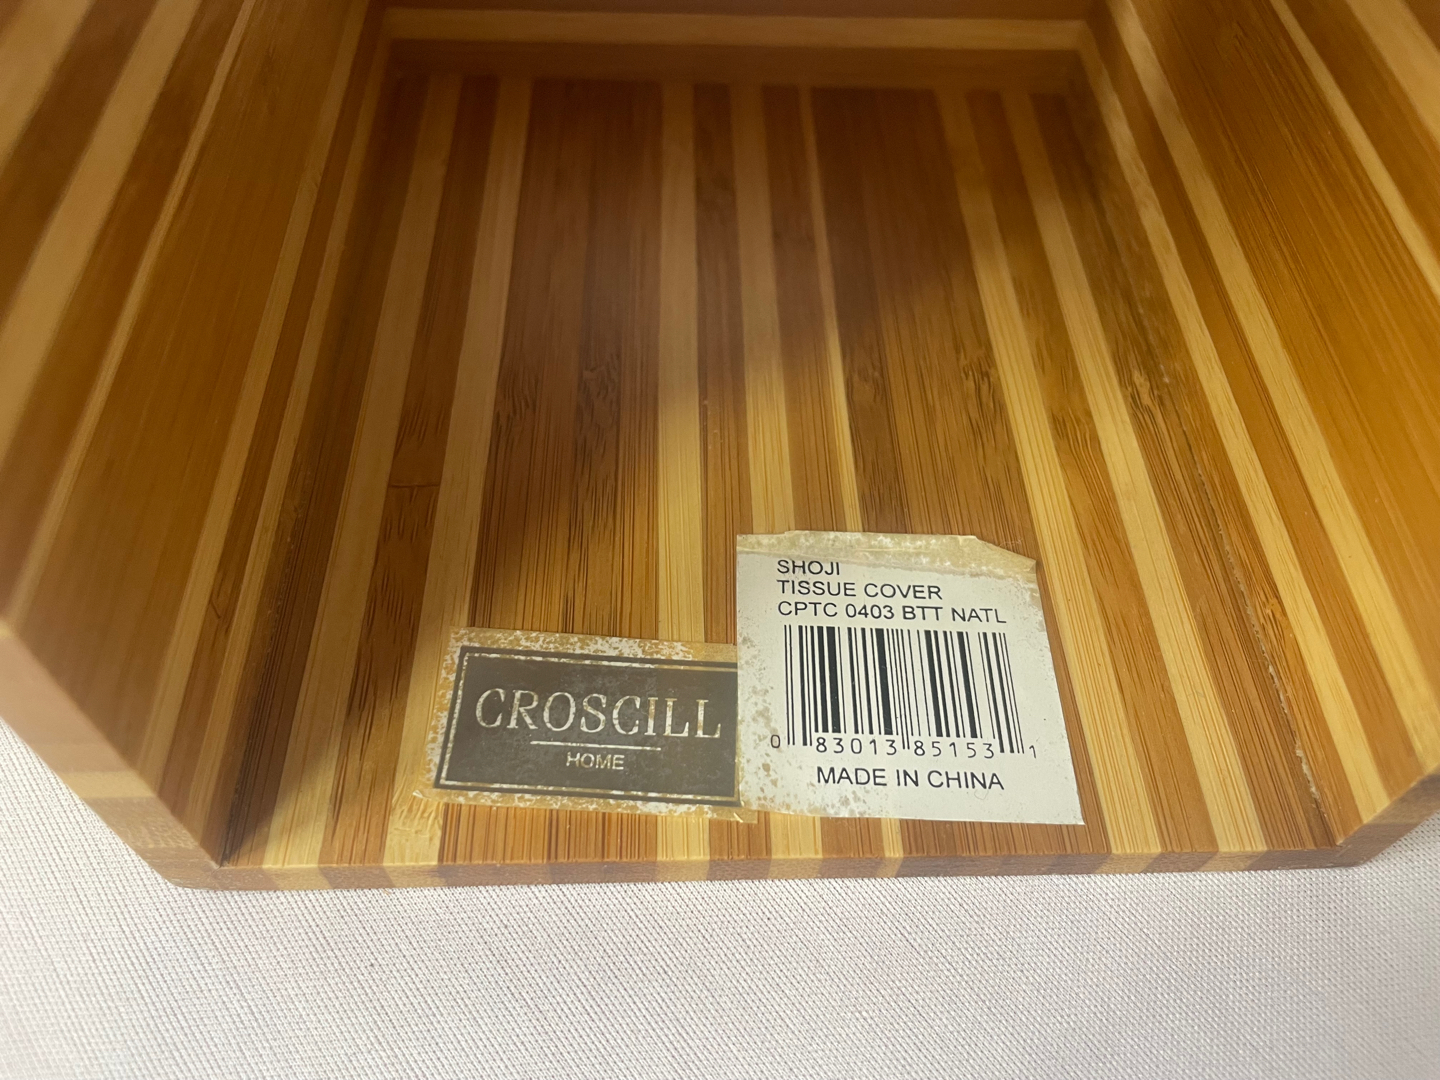 CROSCILL
HOME
SHOJI
TISSUE COVER
CPTC 0403 BTT NATL
0 83013 85153 1
MADE IN CHINA